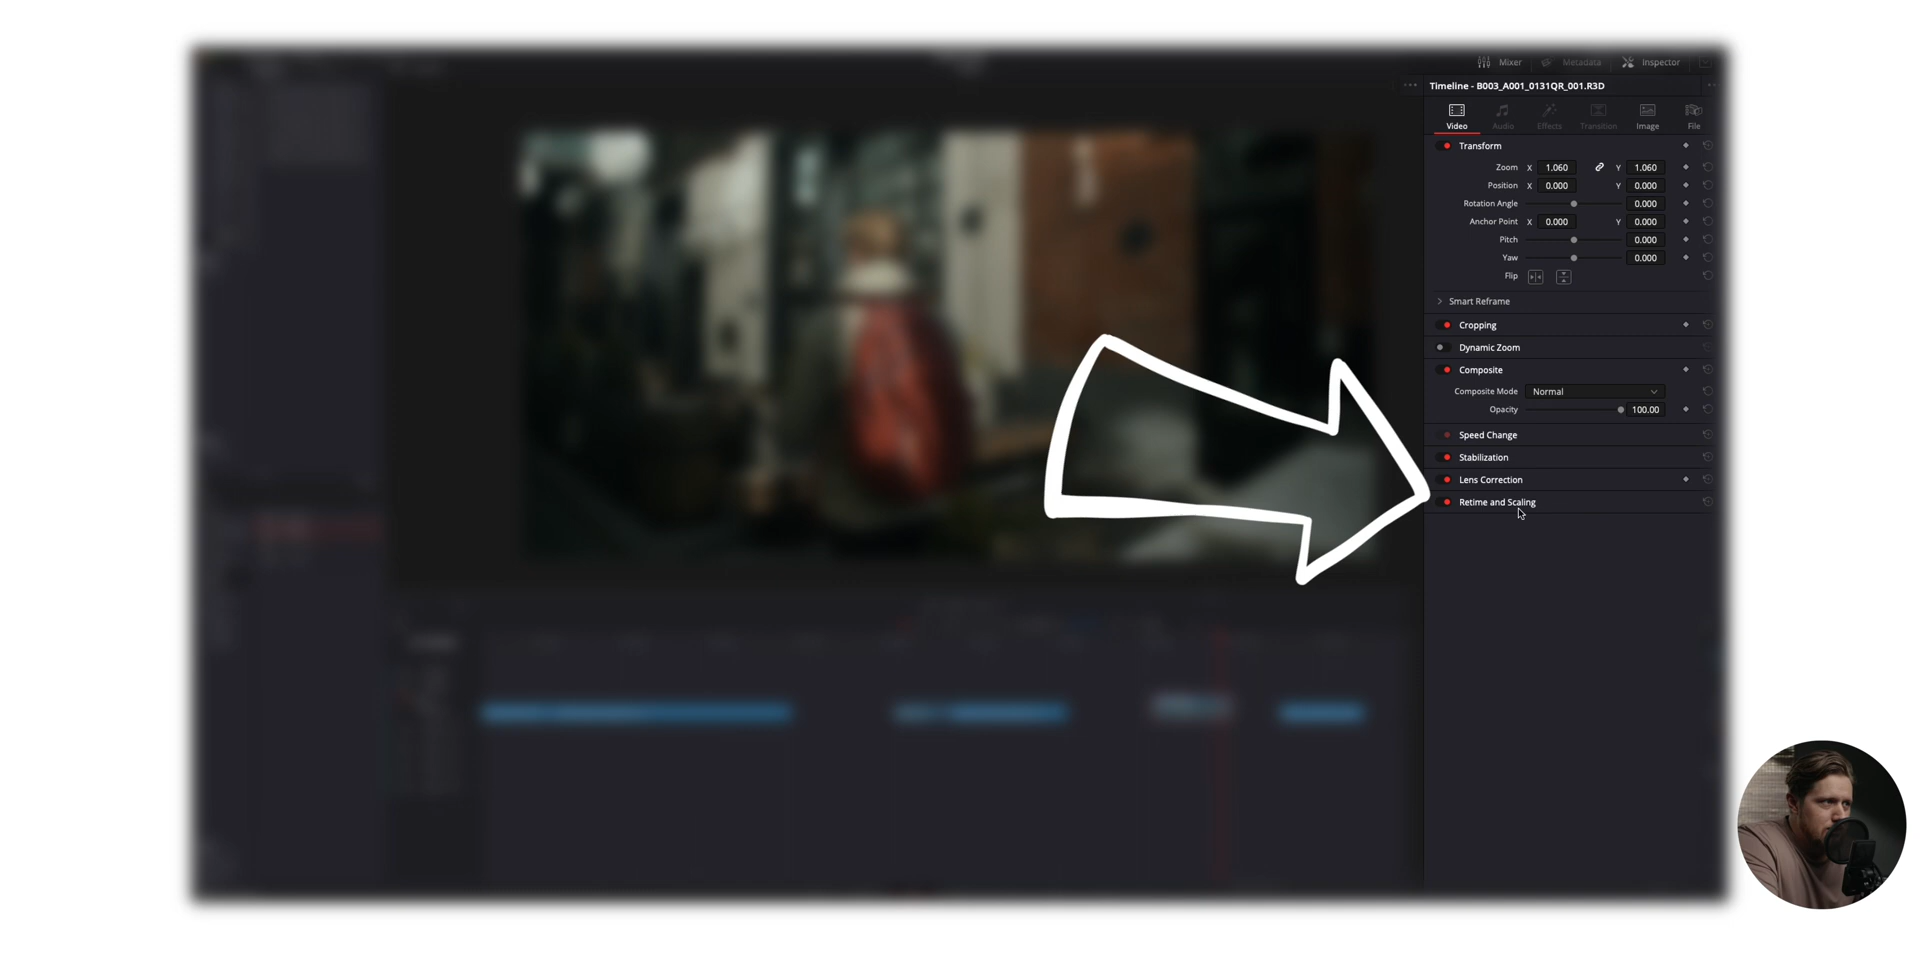 Mixer Metadata Inspector
Timeline - B003_A001_0131QR_001.R3D
Video Audio Effects Transition Image File
Transform
Zoom X 1.060 Y 1.060
Position X 0.000 Y 0.000
Rotation Angle 0.000
Anchor Point X 0.000 Y 0.000
Pitch 0.000
Yaw 0.000
Flip
Smart Reframe
Cropping
Dynamic Zoom
Composite
Composite Mode Normal
Opacity 100.00
Speed Change
Stabilization
Lens Correction
Retime and Scaling